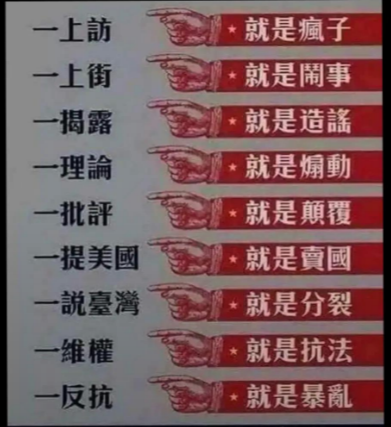 一上訪 就是瘋子
一上街 就是鬧事
一揭露 就是造謠
一理論 就是煽動
一批評 就是顛覆
一提美國 就是賣國
一説臺灣 就是分裂
一維權 就是抗法
一反抗 就是暴亂